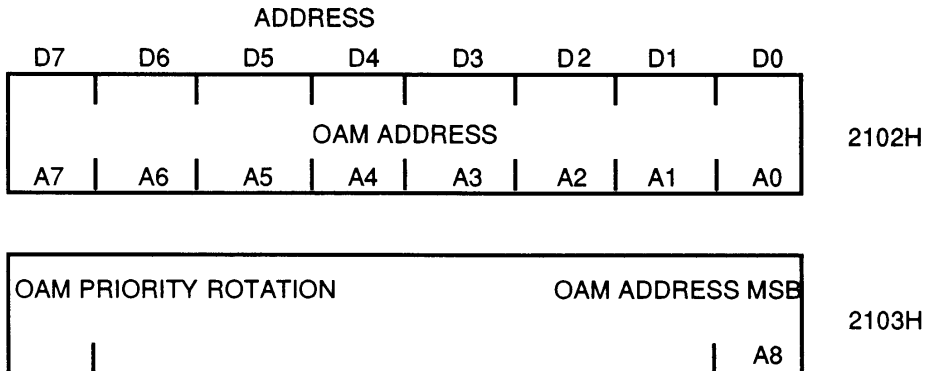 ADDRESS
D7 D6 D5 D4 D3 D2 D1 D0
OAM ADDRESS
2102H
A7 A6 A5 A4 A3 A2 A1 A0
OAM PRIORITY ROTATION OAM ADDRESS MSB
2103H
A8